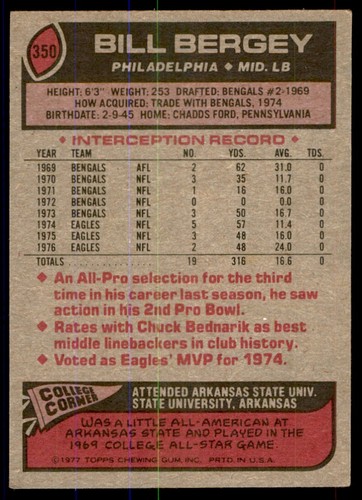 350
BILL BERGEY
PHILADELPHIA ◆ MID. LB
HEIGHT: 6'3" WEIGHT: 253 DRAFTED: BENGALS #2-1969
HOW ACQUIRED: TRADE WITH BENGALS, 1974
BIRTHDATE: 2-9-45 HOME: CHADDS FORD, PENNSYLVANIA
◆ INTERCEPTION RECORD ◆
YEAR TEAM NO. YDS. AVG. TDS.
1969 BENGALS AFL 2 62 31.0 0
1970 BENGALS NFL 3 35 11.7 0
1971 BENGALS NFL 1 16 16.0 0
1972 BENGALS NFL 0 0 0 0
1973 BENGALS NFL 3 50 16.7 0
1974 EAGLES NFL 5 57 11.4 0
1975 EAGLES NFL 3 48 16.0 0
1976 EAGLES NFL 2 48 24.0 0
TOTALS 19 316 16.6 0
◆ An All-Pro selection for the third
time in his career last season, he saw
action in his 2nd Pro Bowl.
◆ Rates with Chuck Bednarik as best
middle linebackers in club history.
◆ Voted as Eagles' MVP for 1974.
COLLEGE
CORNER
ATTENDED ARKANSAS STATE UNIV.
STATE UNIVERSITY, ARKANSAS
WAS A LITTLE ALL-AMERICAN AT
ARKANSAS STATE AND PLAYED IN THE
1969 COLLEGE ALL-STAR GAME.
©1977 TOPPS CHEWING GUM, INC. PRTD. IN U.S.A.